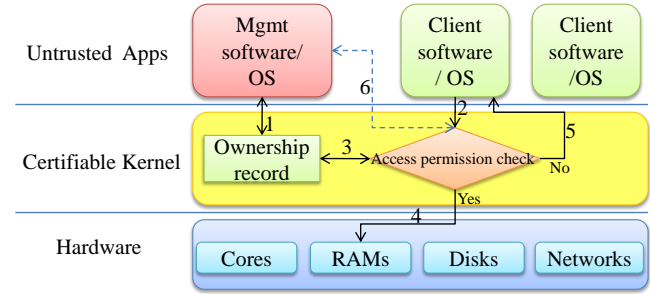 Untrusted Apps
Mgmt
software/
OS
Client
software
/ OS
Client
software
/OS
6
2
1
5
Certifiable Kernel
Ownership
record
3
Access permission check
No
Yes
4
Hardware
Cores
RAMs
Disks
Networks